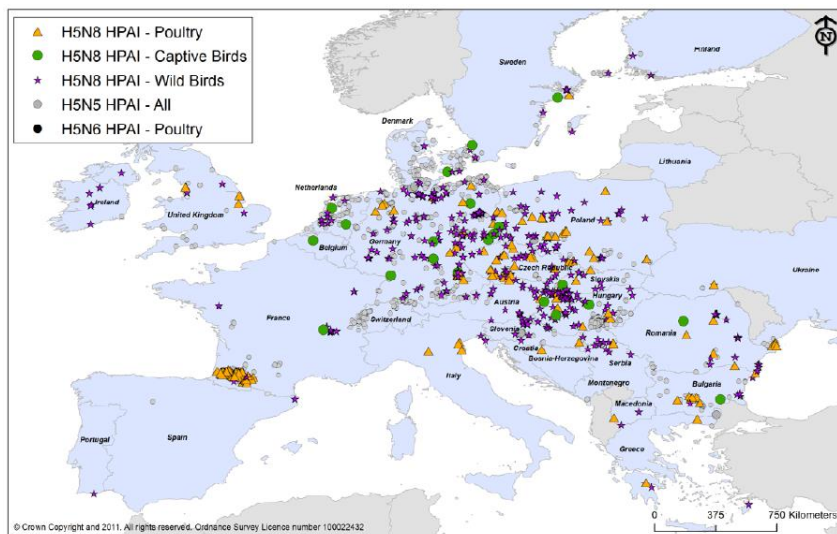 H5N8 HPAI - Poultry
H5N8 HPAI - Captive Birds
H5N8 HPAI - Wild Birds
H5N5 HPAI - All
H5N6 HPAI - Poultry
N
Finland
Sweden
Denmark
Lithuania
Netherlands
Ireland
United Kingdom
Poland
Belgium
Germany
Czech Republic
Ukraine
Slovakia
Austria
Hungary
France
Switzerland
Slovenia
Romania
Croatia
Bosnia-Herzegovina
Serbia
Italy
Montenegro
Bulgaria
Macedonia
Portugal
Spain
Greece
0 375 750 Kilometers
© Crown Copyright and 2011. All rights reserved. Ordnance Survey Licence number 100022432